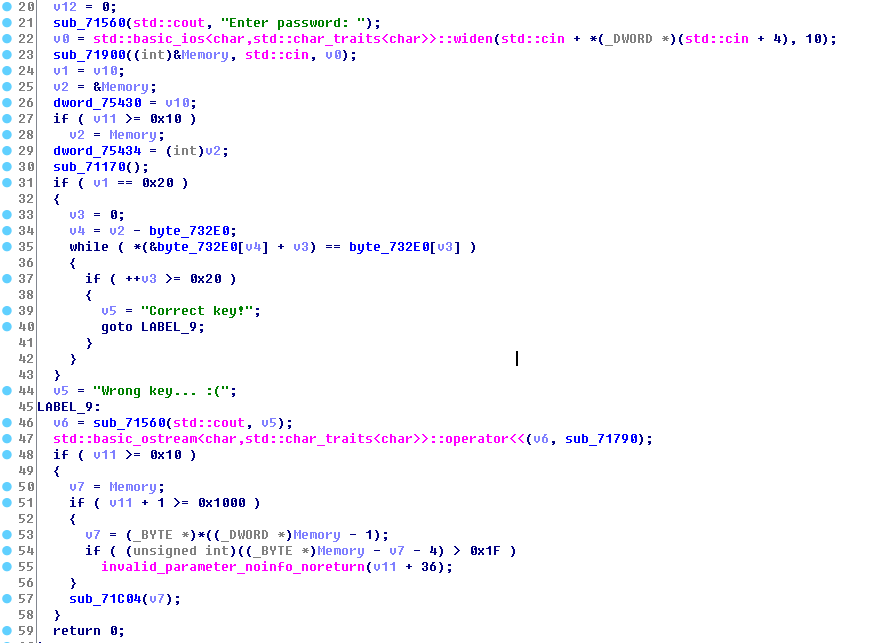 20 v12 = 0;
21 sub_71560(std::cout, "Enter password: ");
22 v0 = std::basic_ios<char,std::char_traits<char>>::widen(std::cin + *(_DWORD *)(std::cin + 4), 10);
23 sub_71900((int)&Memory, std::cin, v0);
24 v1 = v10;
25 v2 = &Memory;
26 dword_75430 = v10;
27 if ( v11 >= 0x10 )
28 v2 = Memory;
29 dword_75434 = (int)v2;
30 sub_71170();
31 if ( v1 == 0x20 )
32 {
33 v3 = 0;
34 v4 = v2 - byte_732E0;
35 while ( *(&byte_732E0[v4] + v3) == byte_732E0[v3] )
36 {
37 if ( ++v3 >= 0x20 )
38 {
39 v5 = "Correct key!";
40 goto LABEL_9;
41 }
42 }
43 }
44 v5 = "Wrong key... :(";
45 LABEL_9:
46 v6 = sub_71560(std::cout, v5);
47 std::basic_ostream<char,std::char_traits<char>>::operator<<(v6, sub_71790);
48 if ( v11 >= 0x10 )
49 {
50 v7 = Memory;
51 if ( v11 + 1 >= 0x1000 )
52 {
53 v7 = (_BYTE *)*((_DWORD *)Memory - 1);
54 if ( (unsigned int)((_BYTE *)Memory - v7 - 4) > 0x1F )
55 invalid_parameter_noinfo_noreturn(v11 + 36);
56 }
57 sub_71C04(v7);
58 }
59 return 0;